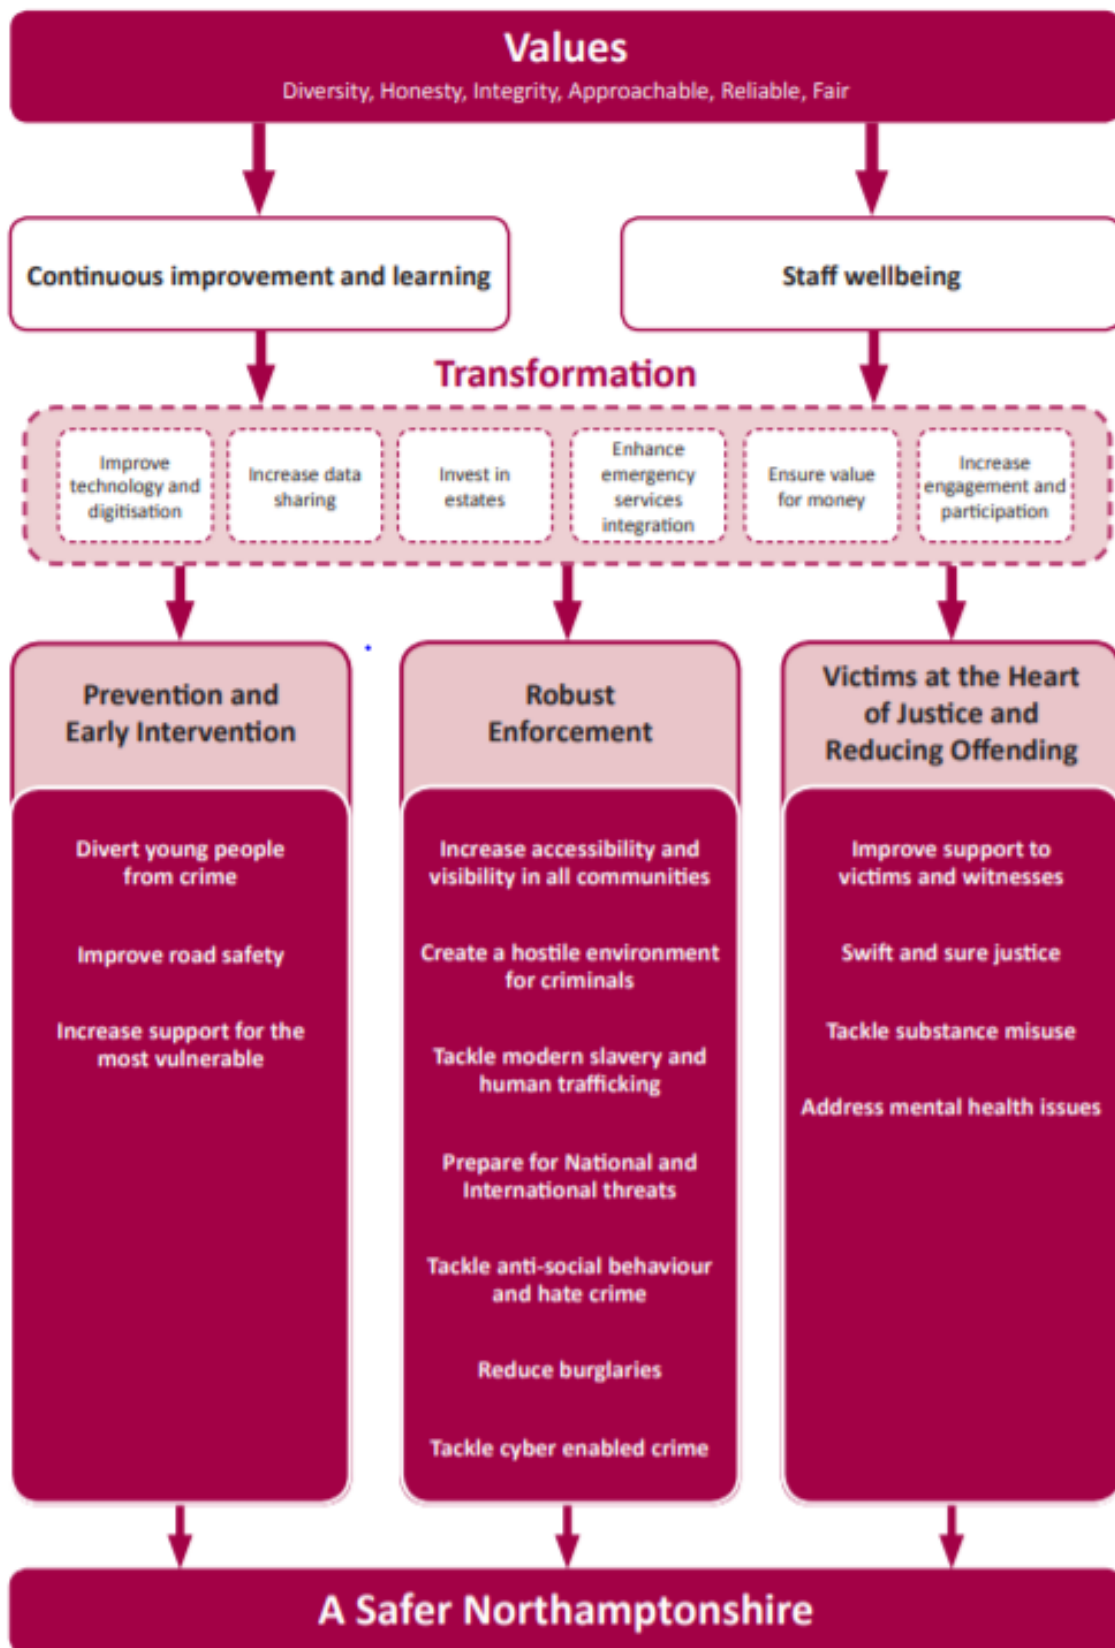 Values
Diversity, Honesty, Integrity, Approachable, Reliable, Fair
Continuous improvement and learning
Staff wellbeing
Transformation
Improve
technology and
digitisation
Increase data
sharing
Invest in
estates
Enhance
emergency
services
integration
Ensure value
for money
Increase
engagement and
participation
Prevention and
Early Intervention
Divert young people
from crime
Improve road safety
Increase support for the
most vulnerable
Robust
Enforcement
Increase accessibility and
visibility in all communities
Create a hostile environment
for criminals
Tackle modern slavery and
human trafficking
Prepare for National and
International threats
Tackle anti-social behaviour
and hate crime
Reduce burglaries
Tackle cyber enabled crime
Victims at the Heart
of Justice and
Reducing Offending
Improve support to
victims and witnesses
Swift and sure justice
Tackle substance misuse
Address mental health issues
A Safer Northamptonshire